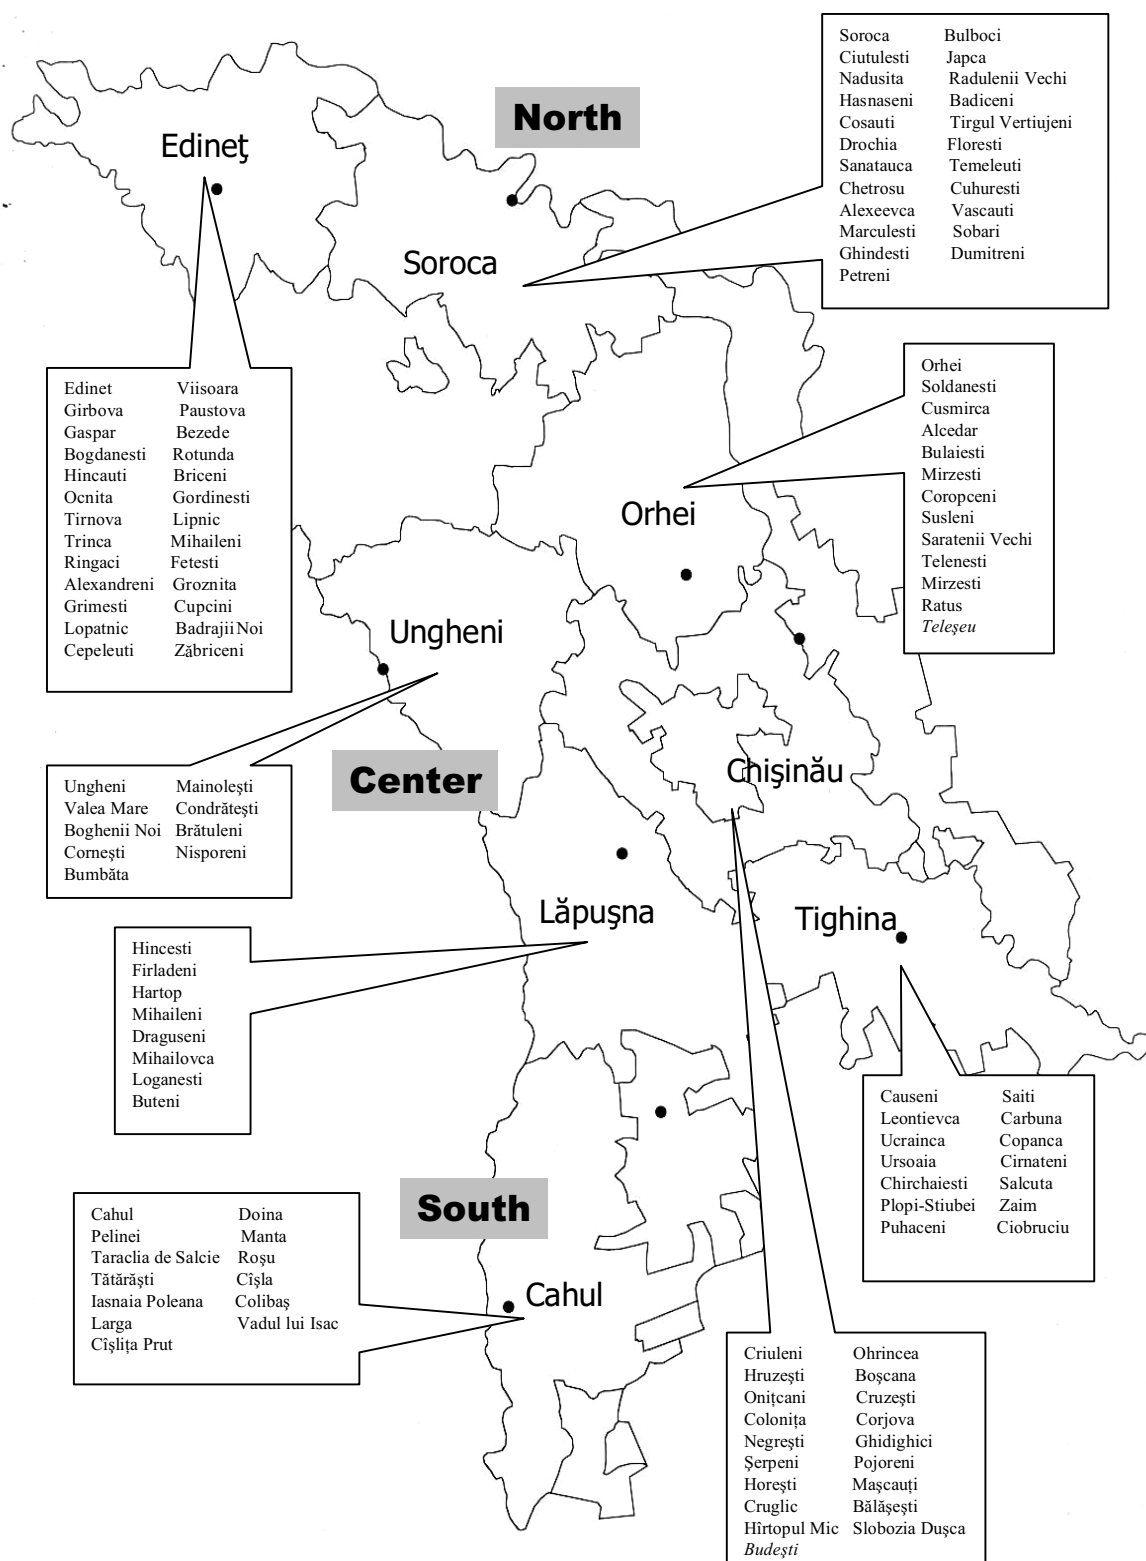 North
Edineţ
Soroca
Soroca Bulboci
Ciutulesti Japca
Nadusita Radulenii Vechi
Hasnaseni Badiceni
Cosauti Tirgul Vertiujeni
Drochia Floresti
Sanatauca Temeleuti
Chetrosu Cuhuresti
Alexeevca Vascauti
Marculesti Sobari
Ghindesti Dumitreni
Petreni
Edinet Viisoara
Girbova Paustova
Gaspar Bezede
Bogdanesti Rotunda
Hincauti Briceni
Ocnita Gordinesti
Tirnova Lipnic
Trinca Mihaileni
Ringaci Fetesti
Alexandreni Groznita
Grimesti Cupcini
Lopatnic Badrajii Noi
Cepeleuti Zăbriceni
Orhei
Soldanesti
Cusmirca
Alcedar
Bulaiesti
Mirzesti
Coropceni
Susleni
Saratenii Vechi
Telenesti
Mirzesti
Ratus
Teleşeu
Orhei
Ungheni
Center
Chişinău
Ungheni Mainoleşti
Valea Mare Condrăteşti
Boghenii Noi Brătuleni
Corneşti Nisporeni
Bumbăta
Lăpuşna
Tighina
Hincesti
Firladeni
Hartop
Mihaileni
Draguseni
Mihailovca
Loganesti
Buteni
Causeni Saiti
Leontievca Carbuna
Ucrainca Copanca
Ursoaia Cirnateni
Chirchaiesti Salcuta
Plopi-Stiubei Zaim
Puhaceni Ciobruciu
South
Cahul
Cahul Doina
Pelinei Manta
Taraclia de Salcie Roşu
Tătărăşti Cîşla
Iasnaia Poleana Colibaş
Larga Vadul lui Isac
Cîşliţa Prut
Criuleni Ohrincea
Hruzeşti Boşcana
Oniţcani Cruzeşti
Coloniţa Corjova
Negreşti Ghidighici
Şerpeni Pojoreni
Horeşti Maşcauţi
Cruglic Bălăşeşti
Hîrtopul Mic Slobozia Duşca
Budeşti